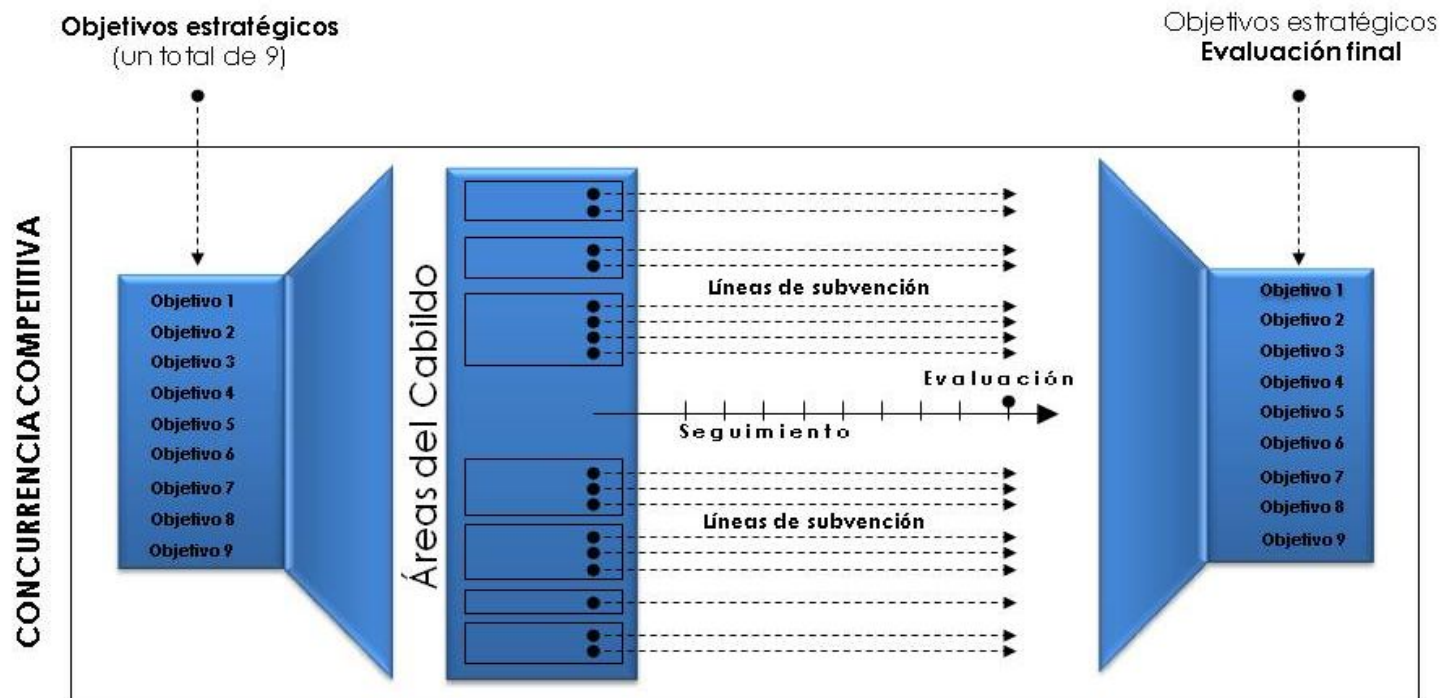 Objetivos estratégicos
(un total de 9)
Objetivos estratégicos
Evaluación final
CONCURRENCIA COMPETITIVA
Objetivo 1
Objetivo 2
Objetivo 3
Objetivo 4
Objetivo 5
Objetivo 6
Objetivo 7
Objetivo 8
Objetivo 9
Áreas del Cabildo
Líneas de subvención
Evaluación
Seguimiento
Líneas de subvención
Objetivo 1
Objetivo 2
Objetivo 3
Objetivo 4
Objetivo 5
Objetivo 6
Objetivo 7
Objetivo 8
Objetivo 9